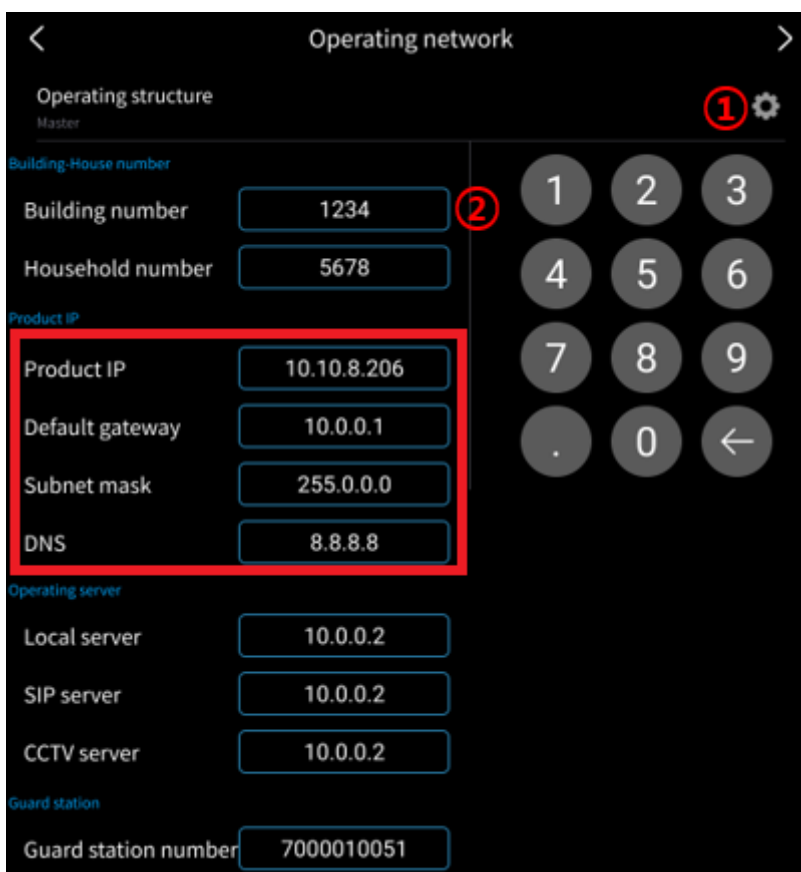 Operating network
Operating structure
①
Master
Building-House number
Building number 1234
②
Household number 5678
Product IP
Product IP 10.10.8.206
Default gateway 10.0.0.1
Subnet mask 255.0.0.0
DNS 8.8.8.8
Operating server
Local server 10.0.0.2
SIP server 10.0.0.2
CCTV server 10.0.0.2
Guard station
Guard station number 7000010051
1 2 3
4 5 6
7 8 9
. 0 ←